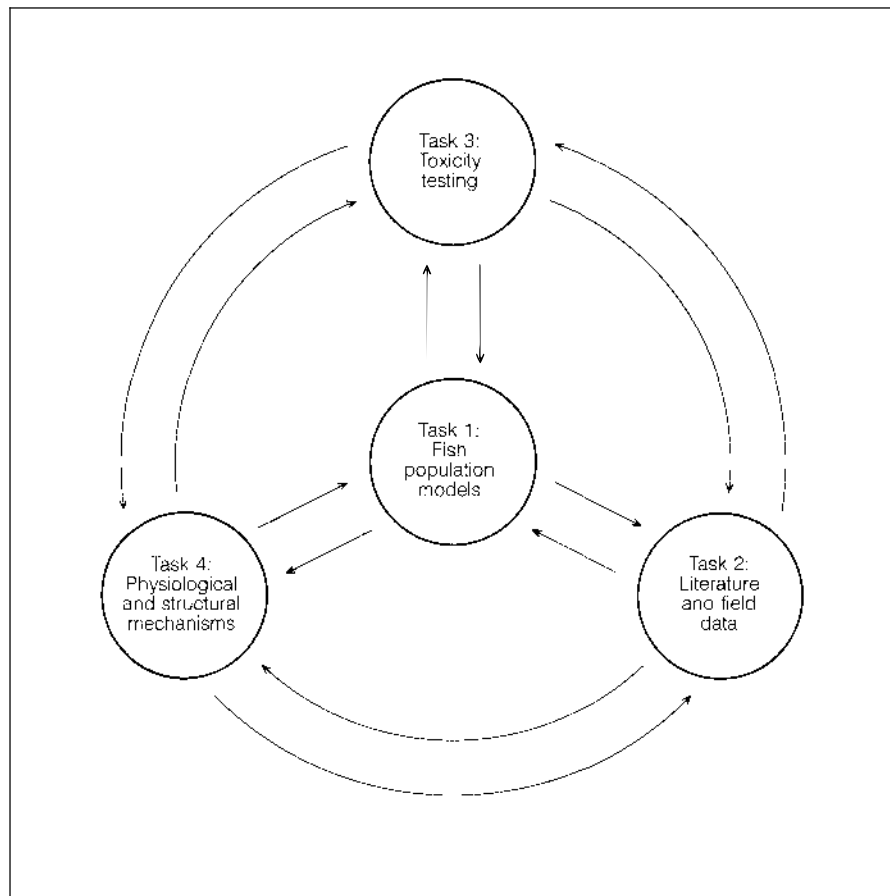 Task 3:
Toxicity
testing
Task 1:
Fish
population
models
Task 4:
Physiological
and structural
mechanisms
Task 2:
Literature
ano field
data